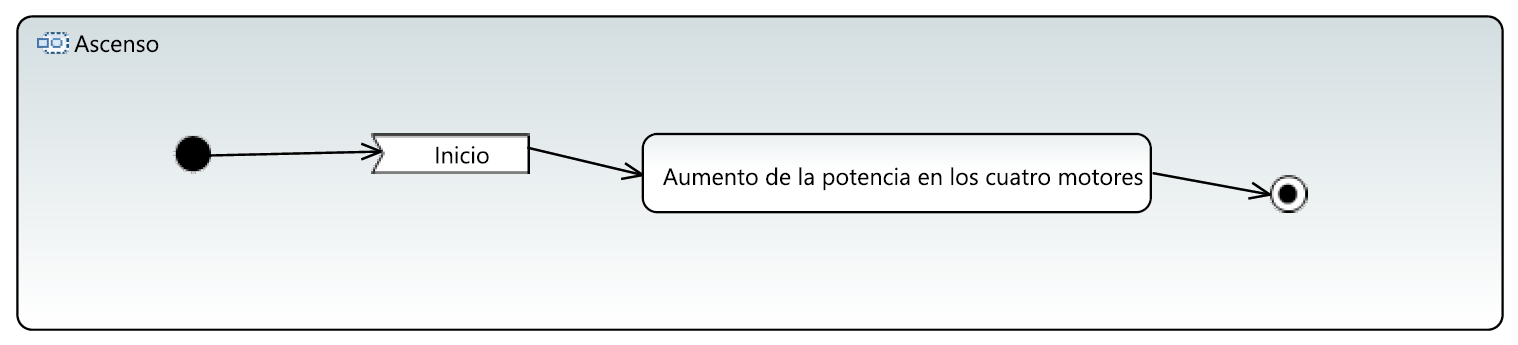 Ascenso
Inicio
Aumento de la potencia en los cuatro motores